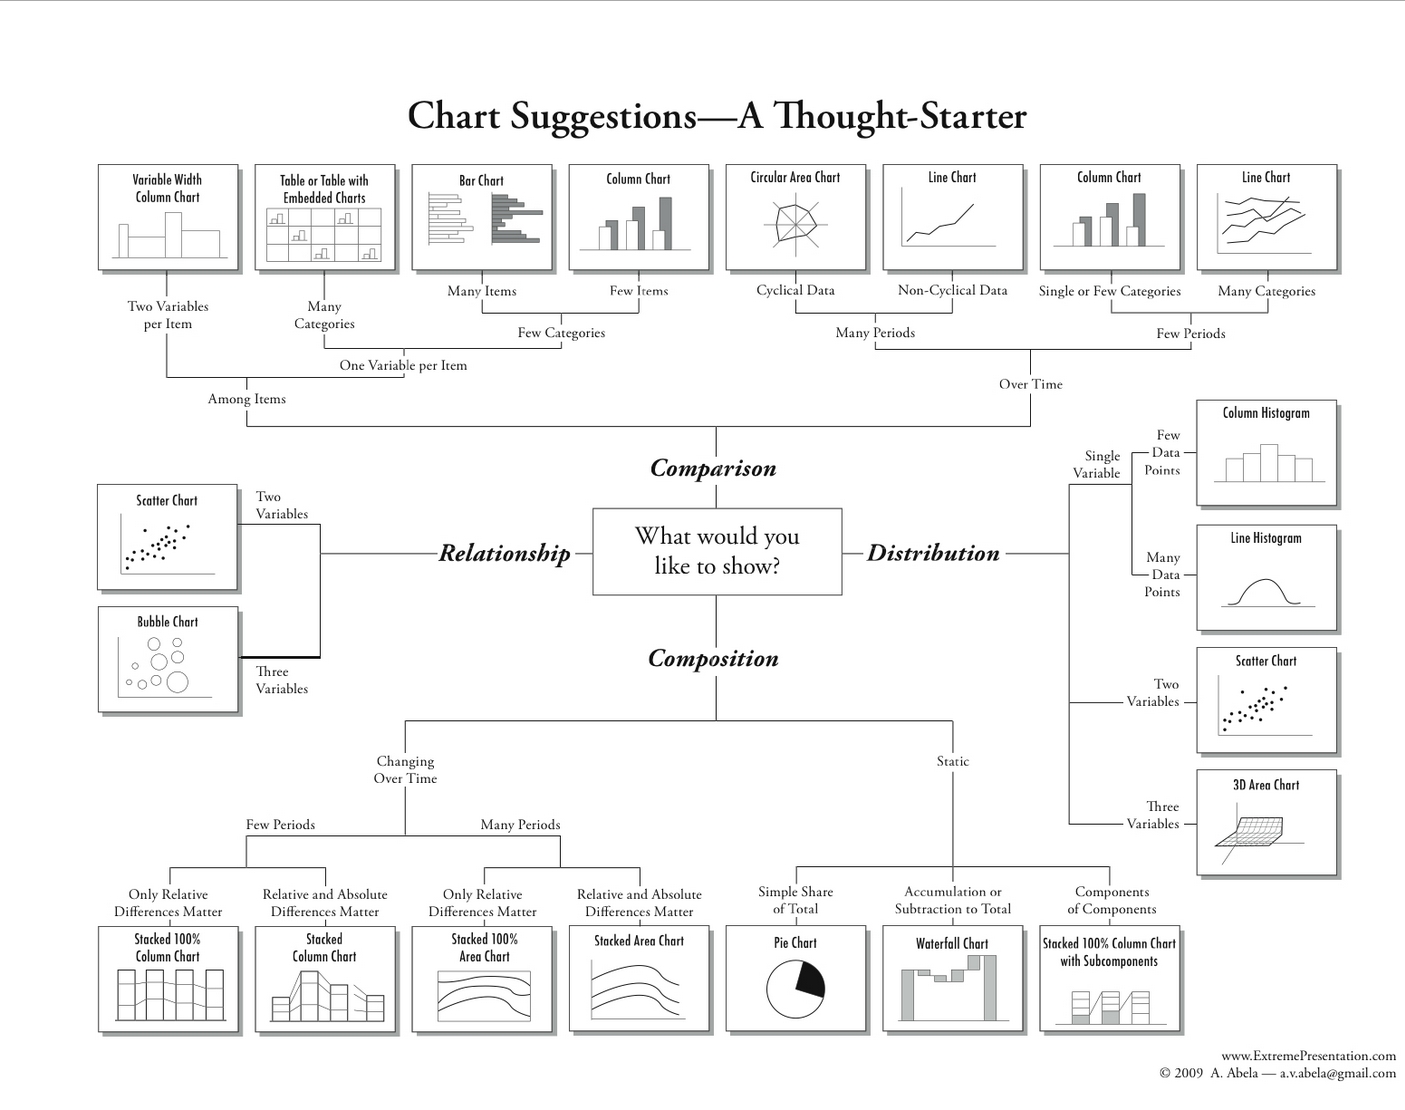 Chart Suggestions—A Thought-Starter
Variable Width
Column Chart
Table or Table with
Embedded Charts
Bar Chart
Column Chart
Circular Area Chart
Line Chart
Column Chart
Line Chart
Two Variables
per Item
Many
Categories
Many Items
Few Items
Cyclical Data
Non-Cyclical Data
Single or Few Categories
Many Categories
Few Categories
Many Periods
Few Periods
One Variable per Item
Among Items
Over Time
Comparison
What would you
like to show?
Relationship
Two
Variables
Scatter Chart
Bubble Chart
Three
Variables
Distribution
Single
Variable
Few
Data
Points
Column Histogram
Many
Data
Points
Line Histogram
Two
Variables
Scatter Chart
Three
Variables
3D Area Chart
Composition
Changing
Over Time
Static
Few Periods
Many Periods
Only Relative
Differences Matter
Relative and Absolute
Differences Matter
Only Relative
Differences Matter
Relative and Absolute
Differences Matter
Simple Share
of Total
Accumulation or
Subtraction to Total
Components
of Components
Stacked 100%
Column Chart
Stacked
Column Chart
Stacked 100%
Area Chart
Stacked Area Chart
Pie Chart
Waterfall Chart
Stacked 100% Column Chart
with Subcomponents
www.ExtremePresentation.com
© 2009 A. Abela — a.v.abela@gmail.com